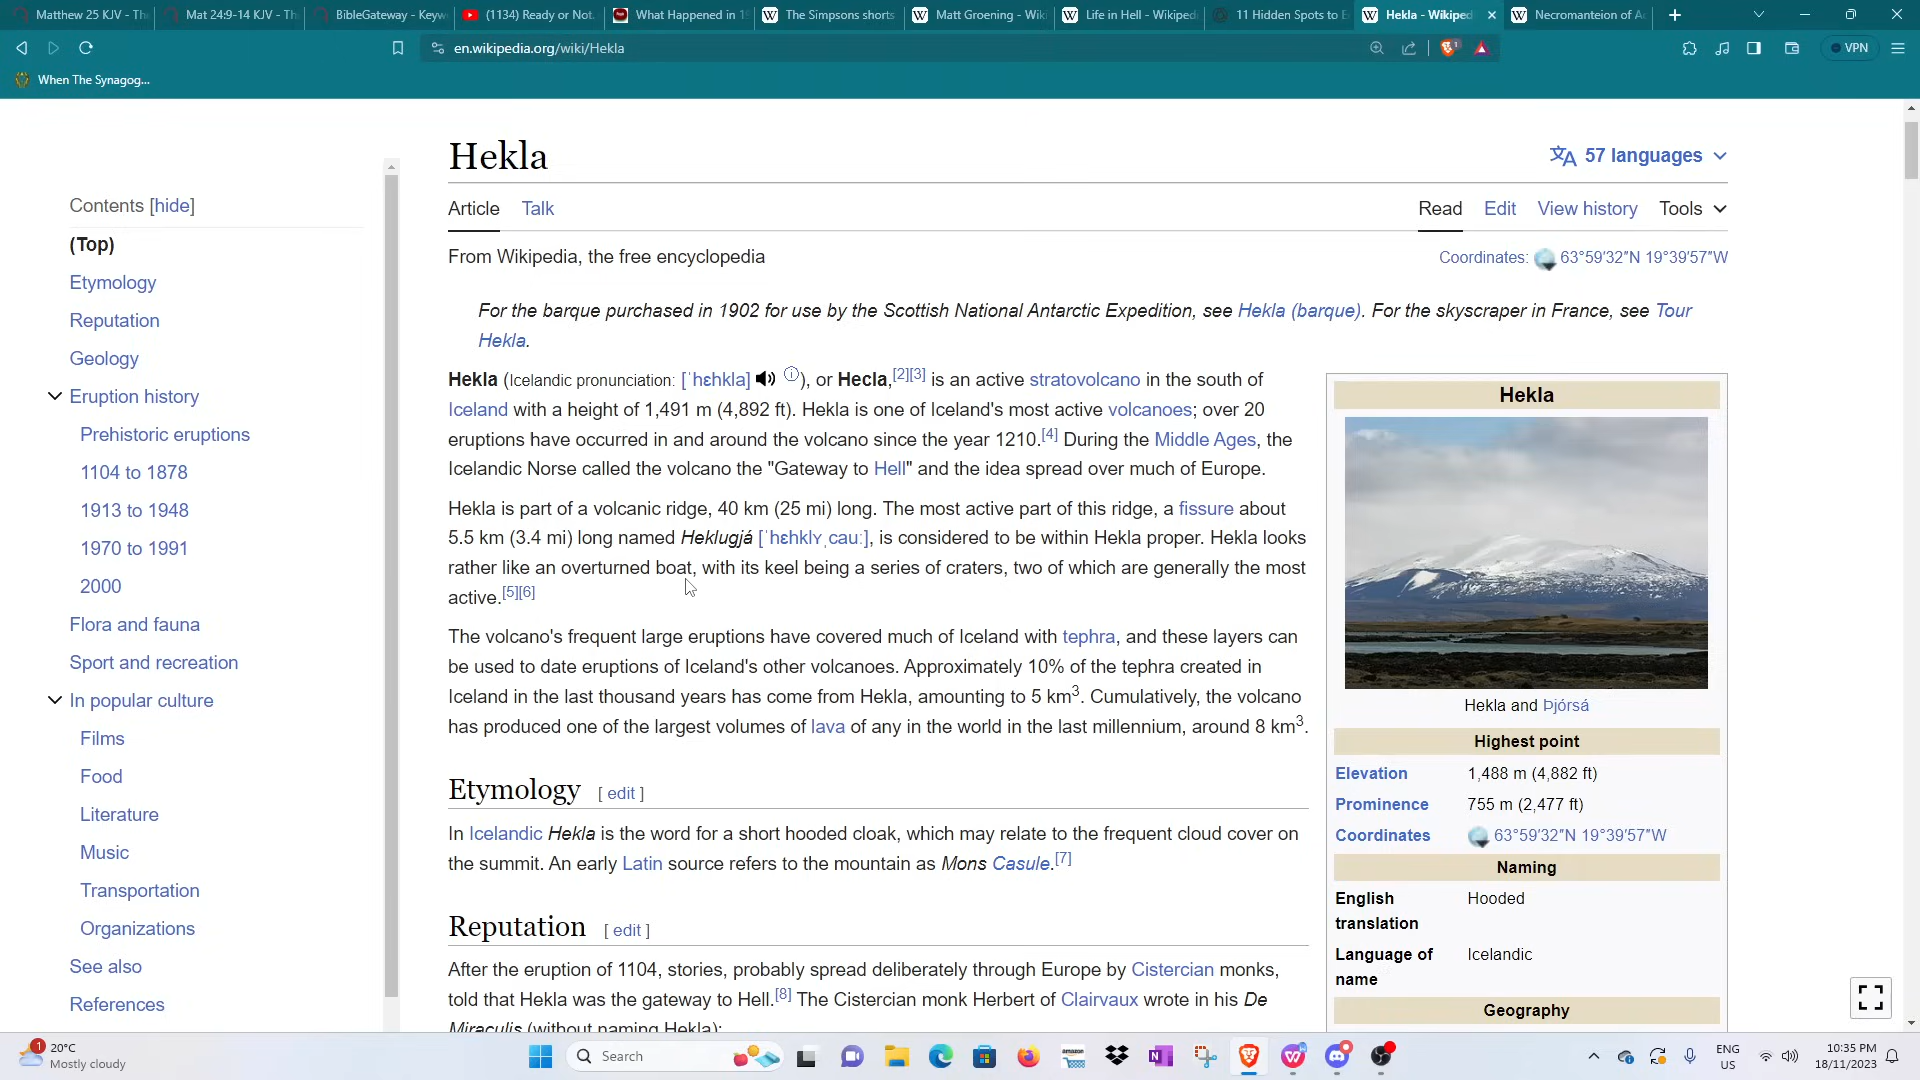 Matthew 25 KJV - Th
Mat 24:9-14 KJV - Th
BibleGateway - Keyw
(1134) Ready or Not.
What Happened in 1
The Simpsons shorts
Matt Groening - Wiki
Life in Hell - Wikiped
11 Hidden Spots to E
Hekla - Wikiped
Necromanteion of Ac
en.wikipedia.org/wiki/Hekla
VPN
When The Synagog...
Contents [hide]
(Top)
Etymology
Reputation
Geology
Eruption history
Prehistoric eruptions
1104 to 1878
1913 to 1948
1970 to 1991
2000
Flora and fauna
Sport and recreation
In popular culture
Films
Food
Literature
Music
Transportation
Organizations
See also
References
Hekla
57 languages
Article Talk
Read Edit View history Tools
From Wikipedia, the free encyclopedia
Coordinates: 63°59′32″N 19°39′57″W
For the barque purchased in 1902 for use by the Scottish National Antarctic Expedition, see Hekla (barque). For the skyscraper in France, see Tour
Hekla.
Hekla (Icelandic pronunciation: [ˈhɛhkla] ⓘ), or Hecla,[2][3] is an active stratovolcano in the south of
Iceland with a height of 1,491 m (4,892 ft). Hekla is one of Iceland's most active volcanoes; over 20
eruptions have occurred in and around the volcano since the year 1210.[4] During the Middle Ages, the
Icelandic Norse called the volcano the "Gateway to Hell" and the idea spread over much of Europe.
Hekla is part of a volcanic ridge, 40 km (25 mi) long. The most active part of this ridge, a fissure about
5.5 km (3.4 mi) long named Heklugjá [ˈhɛhklʏˌcauː], is considered to be within Hekla proper. Hekla looks
rather like an overturned boat, with its keel being a series of craters, two of which are generally the most
active.[5][6]
The volcano's frequent large eruptions have covered much of Iceland with tephra, and these layers can
be used to date eruptions of Iceland's other volcanoes. Approximately 10% of the tephra created in
Iceland in the last thousand years has come from Hekla, amounting to 5 km3. Cumulatively, the volcano
has produced one of the largest volumes of lava of any in the world in the last millennium, around 8 km3.
Etymology [ edit ]
In Icelandic Hekla is the word for a short hooded cloak, which may relate to the frequent cloud cover on
the summit. An early Latin source refers to the mountain as Mons Casule.[7]
Reputation [ edit ]
After the eruption of 1104, stories, probably spread deliberately through Europe by Cistercian monks,
told that Hekla was the gateway to Hell.[8] The Cistercian monk Herbert of Clairvaux wrote in his De
Miraculis (without naming Hekla):
Hekla
Hekla and Þjórsá
Highest point
Elevation 1,488 m (4,882 ft)
Prominence 755 m (2,477 ft)
Coordinates 63°59′32″N 19°39′57″W
Naming
English Hooded
translation
Language of Icelandic
name
Geography
1
20°C
Mostly cloudy
Search
amazon
ENG
US
10:35 PM
18/11/2023